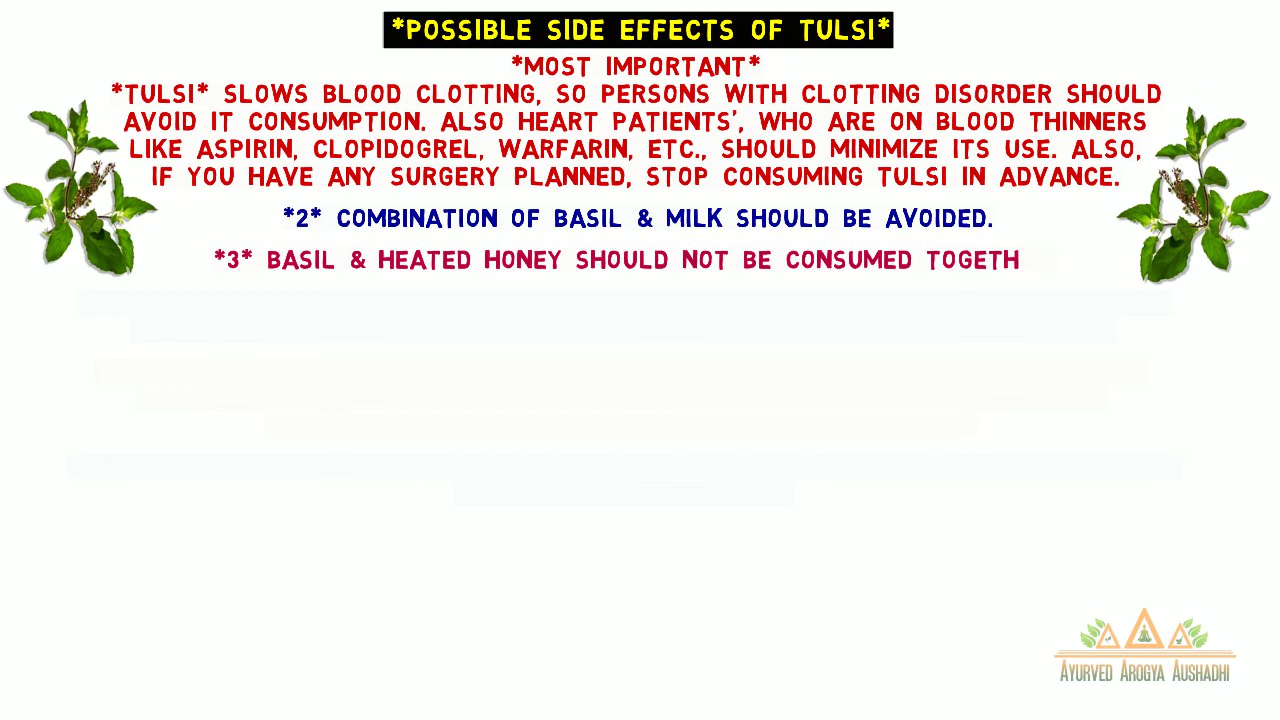 *POSSIBLE SIDE EFFECTS OF TULSI*
*MOST IMPORTANT*
*TULSI* SLOWS BLOOD CLOTTING, SO PERSONS WITH CLOTTING DISORDER SHOULD
AVOID IT CONSUMPTION. ALSO HEART PATIENTS', WHO ARE ON BLOOD THINNERS
LIKE ASPIRIN, CLOPIDOGREL, WARFARIN, ETC., SHOULD MINIMIZE ITS USE. ALSO,
IF YOU HAVE ANY SURGERY PLANNED, STOP CONSUMING TULSI IN ADVANCE.
*2* COMBINATION OF BASIL & MILK SHOULD BE AVOIDED.
*3* BASIL & HEATED HONEY SHOULD NOT BE CONSUMED TOGETH
AYURVED AROGYA AUSHADHI